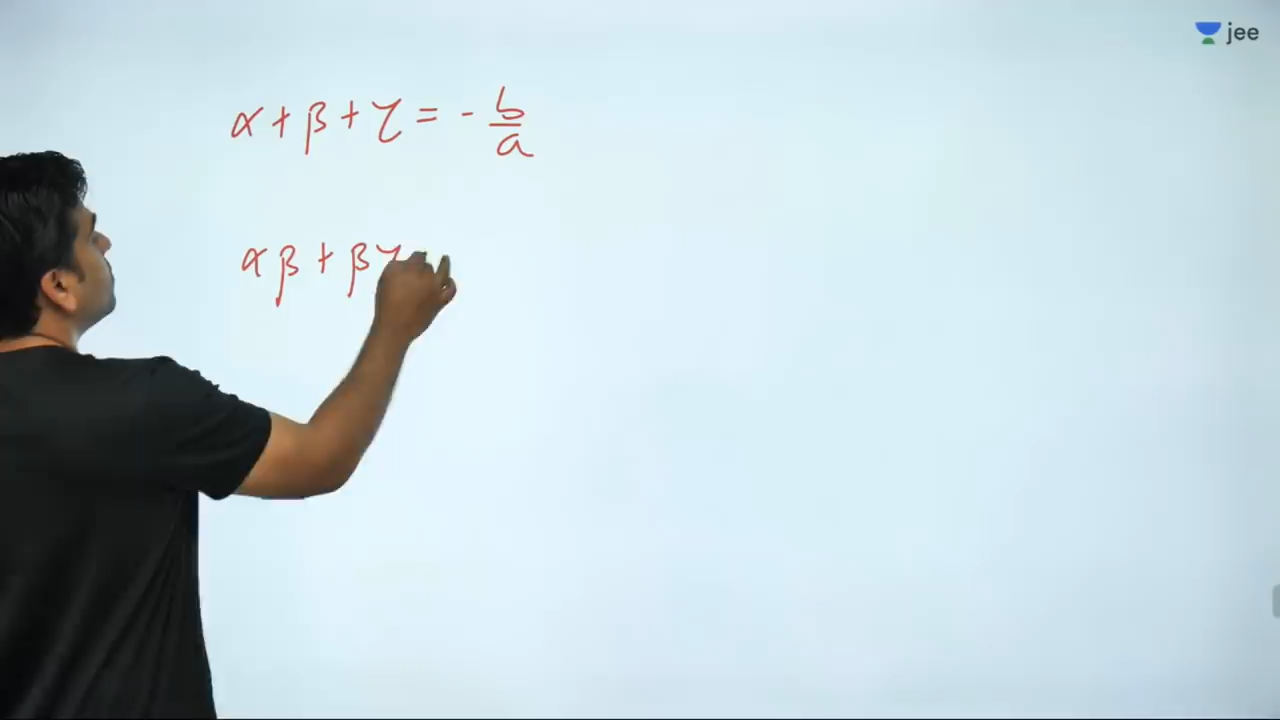 jee
α + β + γ = - b/a
αβ + βγ